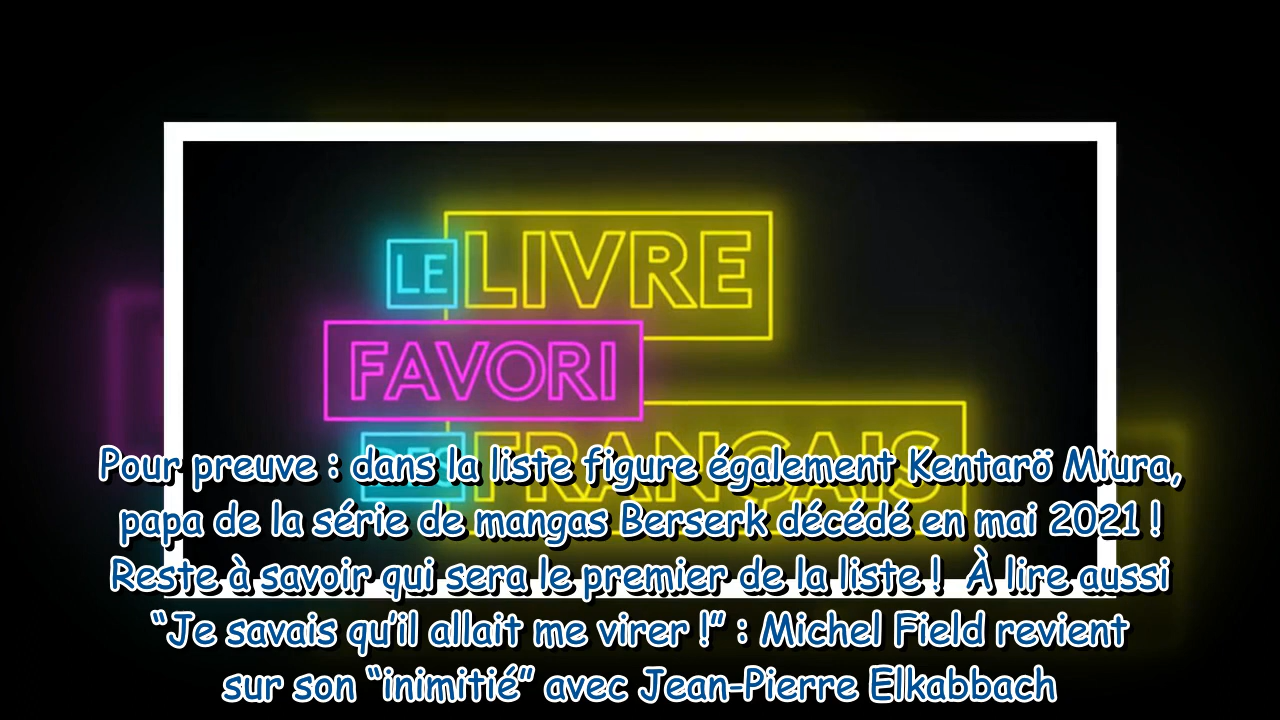 LE LIVRE
FAVORI
DES FRANÇAIS
Pour preuve : dans la liste figure également Kentarö Miura,
papa de la série de mangas Berserk décédé en mai 2021 !
Reste à savoir qui sera le premier de la liste ! À lire aussi
“Je savais qu’il allait me virer !” : Michel Field revient
sur son “inimitié” avec Jean-Pierre Elkabbach